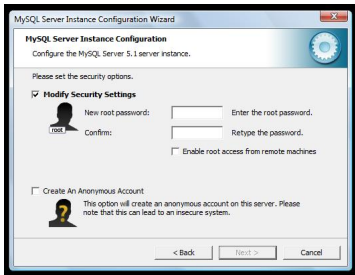 MySQL Server Instance Configuration Wizard
MySQL Server Instance Configuration
Configure the MySQL Server 5.1 server instance.
Please set the security options.
Modify Security Settings
New root password: Enter the root password.
root
Confirm: Retype the password.
Enable root access from remote machines
Create An Anonymous Account
This option will create an anonymous account on this server. Please
note that this can lead to an insecure system.
< Back Next > Cancel